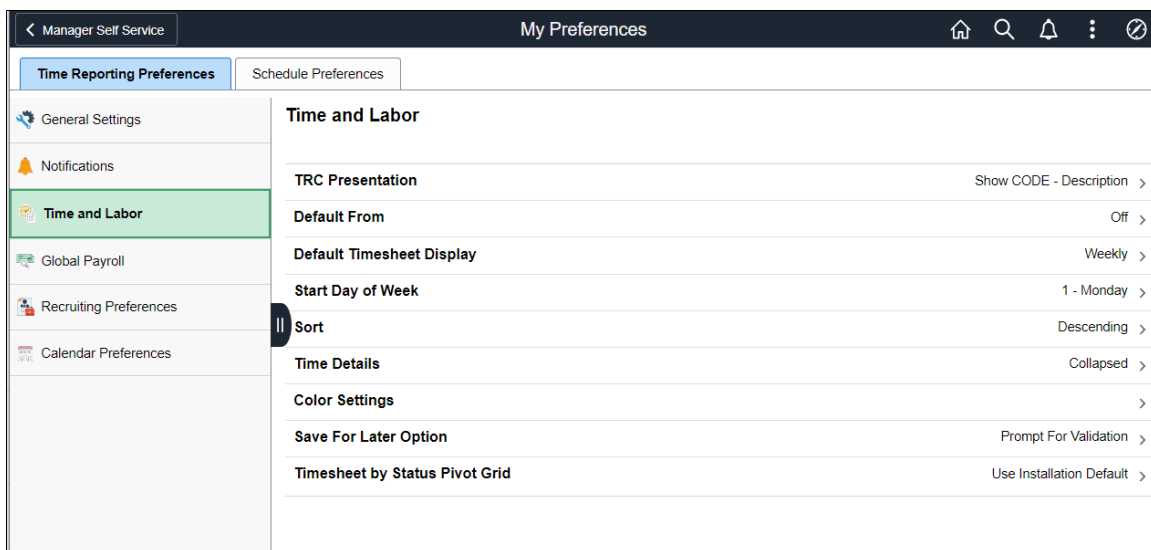 Manager Self Service
My Preferences
Time Reporting Preferences
Schedule Preferences
General Settings
Notifications
Time and Labor
Global Payroll
Recruiting Preferences
Calendar Preferences
Time and Labor
TRC Presentation Show CODE - Description
Default From Off
Default Timesheet Display Weekly
Start Day of Week 1 - Monday
Sort Descending
Time Details Collapsed
Color Settings
Save For Later Option Prompt For Validation
Timesheet by Status Pivot Grid Use Installation Default